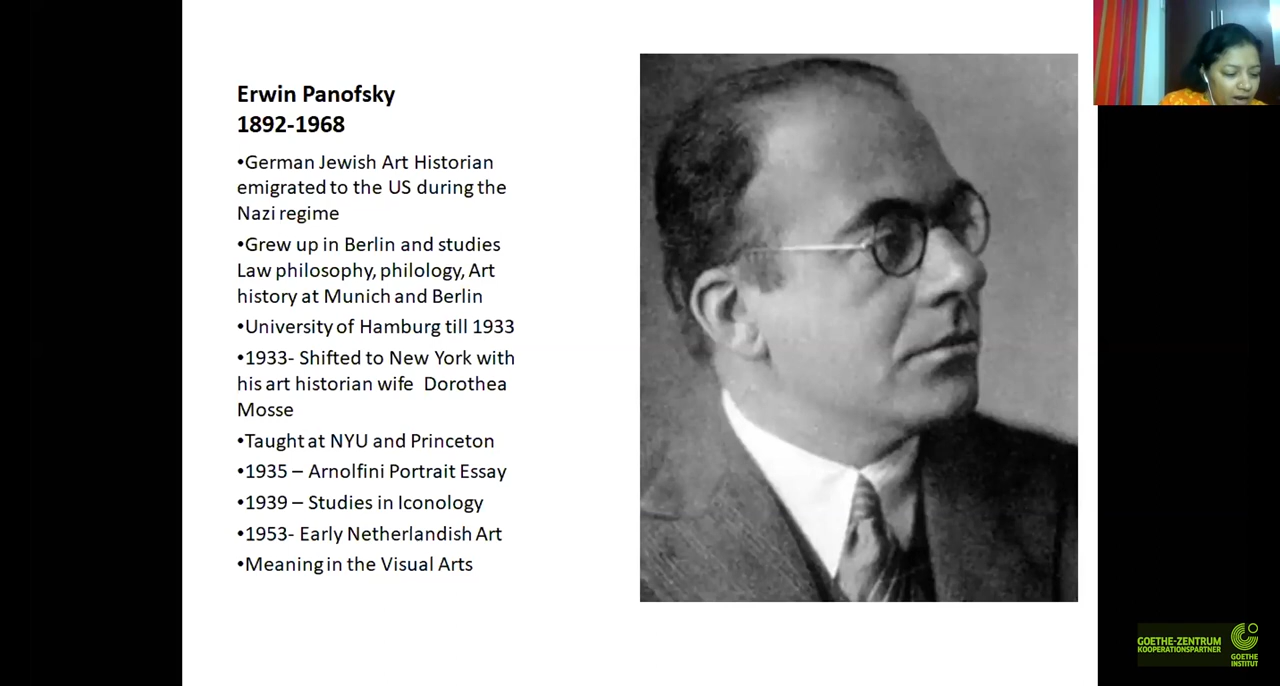 Erwin Panofsky
1892-1968
•German Jewish Art Historian
emigrated to the US during the
Nazi regime
•Grew up in Berlin and studies
Law philosophy, philology, Art
history at Munich and Berlin
•University of Hamburg till 1933
•1933- Shifted to New York with
his art historian wife Dorothea
Mosse
•Taught at NYU and Princeton
•1935 – Arnolfini Portrait Essay
•1939 – Studies in Iconology
•1953- Early Netherlandish Art
•Meaning in the Visual Arts
GOETHE-ZENTRUM
KOOPERATIONSPARTNER
GOETHE
INSTITUT